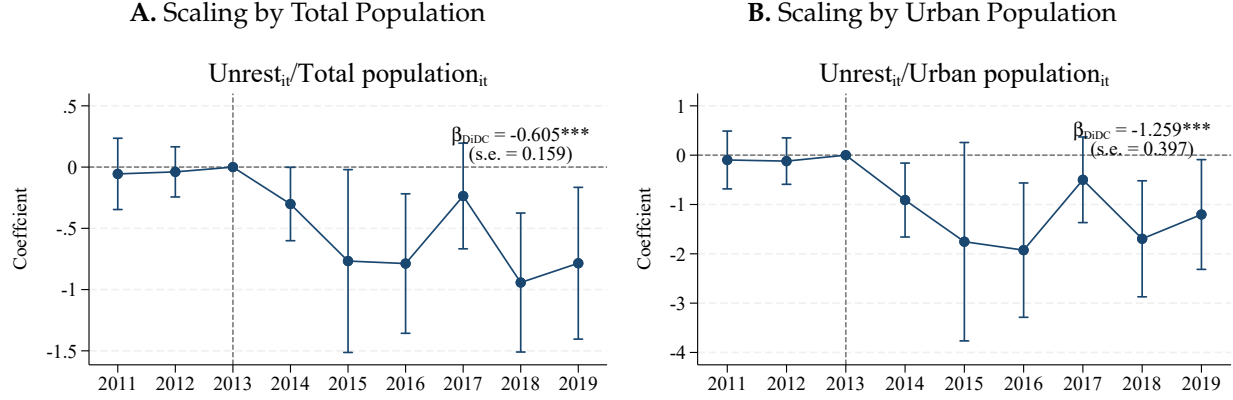 A. Scaling by Total Population
Unrest_it/Total population_it
β_DiDC = -0.605***
(s.e. = 0.159)
Coeffcient
.5
0
-.5
-1
-1.5
2011 2012 2013 2014 2015 2016 2017 2018 2019
B. Scaling by Urban Population
Unrest_it/Urban population_it
β_DiDC = -1.259***
(s.e. = 0.397)
Coeffcient
1
0
-1
-2
-3
-4
2011 2012 2013 2014 2015 2016 2017 2018 2019